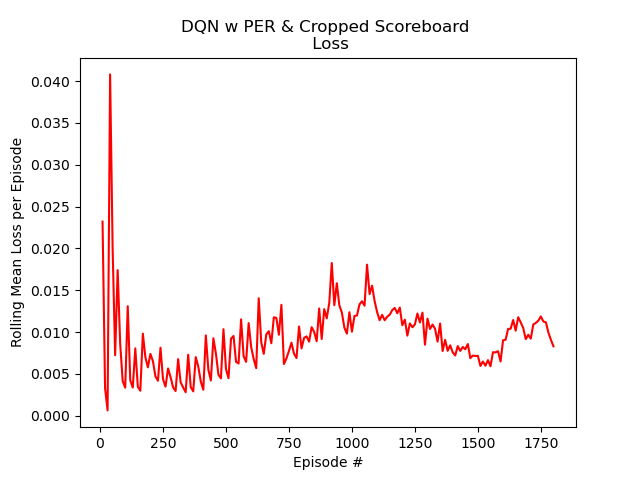 DQN w PER & Cropped Scoreboard
Loss
Rolling Mean Loss per Episode
0.040
0.035
0.030
0.025
0.020
0.015
0.010
0.005
0.000
0 250 500 750 1000 1250 1500 1750
Episode #